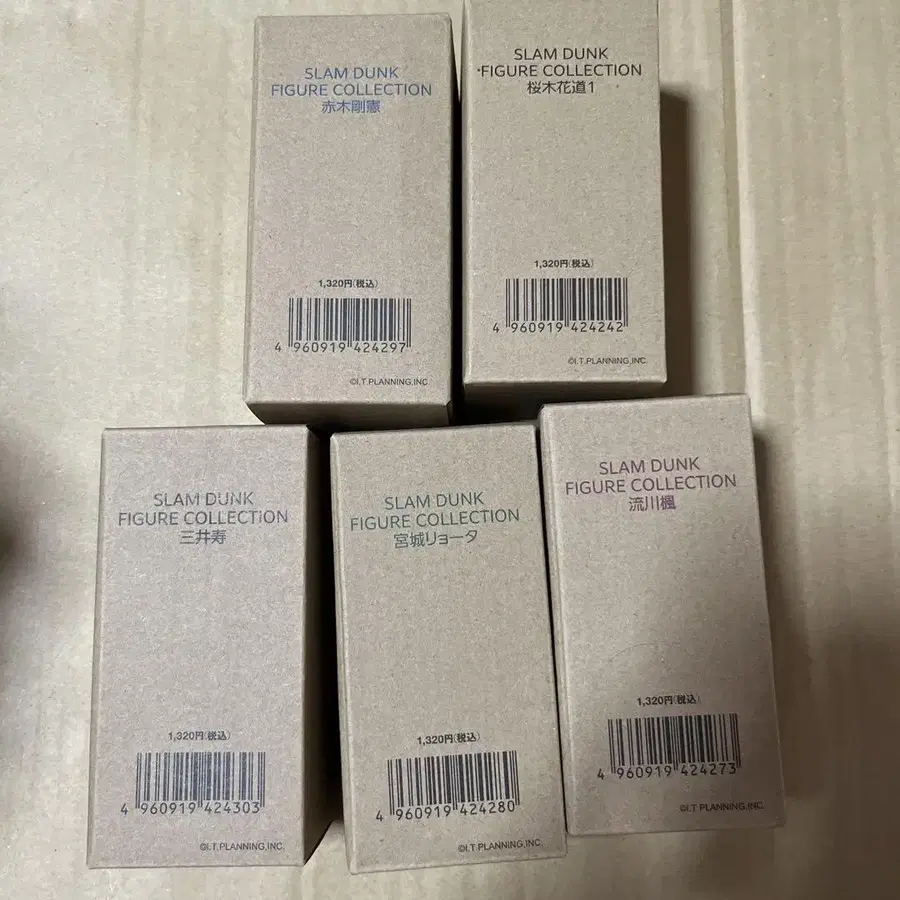 SLAM DUNK
FIGURE COLLECTION
赤木剛憲
1,320円(税込)
4 960919 424297
©I.T.PLANNING,INC.
SLAM DUNK
FIGURE COLLECTION
桜木花道1
1,320円(税込)
4 960919 424242
©I.T.PLANNING,INC.
SLAM DUNK
FIGURE COLLECTION
三井寿
1,320円(税込)
4 960919 424303
©I.T.PLANNING,INC.
SLAM DUNK
FIGURE COLLECTION
宮城リョータ
1,320円(税込)
4 960919 424280
©I.T.PLANNING,INC.
SLAM DUNK
FIGURE COLLECTION
流川楓
1,320円(税込)
4 960919 424273
©I.T.PLANNING,INC.